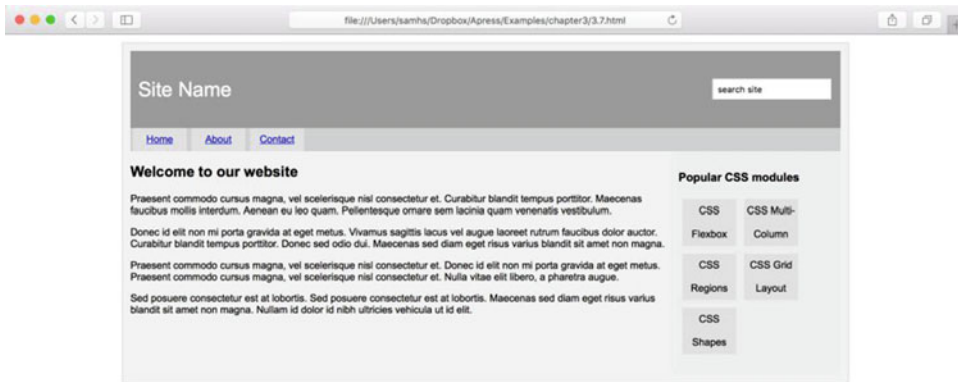 file:///Users/samhs/Dropbox/Apress/Examples/chapter3/3.7.html
Site Name
search site
Home
About
Contact
Welcome to our website
Praesent commodo cursus magna, vel scelerisque nisl consectetur et. Curabitur blandit tempus porttitor. Maecenas
faucibus mollis interdum. Aenean eu leo quam. Pellentesque ornare sem lacinia quam venenatis vestibulum.
Donec id elit non mi porta gravida at eget metus. Vivamus sagittis lacus vel augue laoreet rutrum faucibus dolor auctor.
Curabitur blandit tempus porttitor. Donec sed odio dui. Maecenas sed diam eget risus varius blandit sit amet non magna.
Praesent commodo cursus magna, vel scelerisque nisl consectetur et. Donec id elit non mi porta gravida at eget metus.
Praesent commodo cursus magna, vel scelerisque nisl consectetur et. Nulla vitae elit libero, a pharetra augue.
Sed posuere consectetur est at lobortis. Sed posuere consectetur est at lobortis. Maecenas sed diam eget risus varius
blandit sit amet non magna. Nullam id dolor id nibh ultricies vehicula ut id elit.
Popular CSS modules
CSS
Flexbox
CSS Multi-
Column
CSS
Regions
CSS Grid
Layout
CSS
Shapes